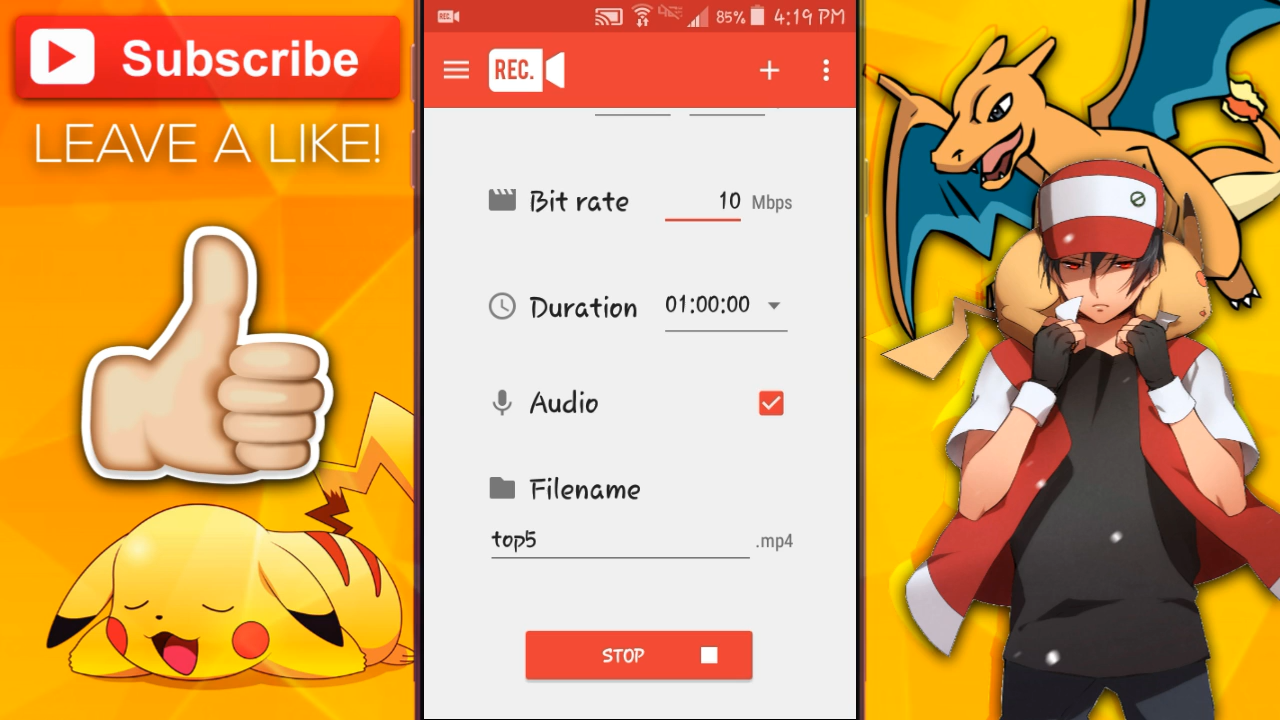 Subscribe
LEAVE A LIKE!
REC.
85% 4:19 PM
REC.
+
Bit rate 10 Mbps
Duration 01:00:00
Audio
Filename
top5 .mp4
STOP